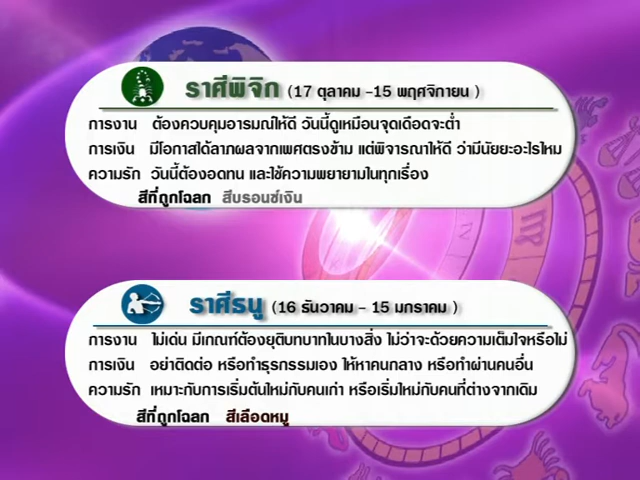 ราศีพิจิก (17 ตุลาคม -15 พฤศจิกายน )
การงาน ต้องควบคุมอารมณ์ให้ดี วันนี้ดูเหมือนจุดเดือดจะต่ำ
การเงิน มีโอกาสได้ลาภผลจากเพศตรงข้าม แต่พิจารณาให้ดี ว่ามีนัยยะอะไรไหม
ความรัก วันนี้ต้องอดทน และใช้ความพยายามในทุกเรื่อง
สีที่ถูกโฉลก สีบรอนซ์เงิน
ราศีธนู (16 ธันวาคม - 15 มกราคม )
การงาน ไม่เด่น มีเกณฑ์ต้องยุติบทบาทในบางสิ่ง ไม่ว่าจะด้วยความเต็มใจหรือไม่
การเงิน อย่าติดต่อ หรือทำธุรกรรมเอง ให้หาคนกลาง หรือทำผ่านคนอื่น
ความรัก เหมาะกับการเริ่มต้นใหม่กับคนเก่า หรือเริ่มใหม่กับคนที่ต่างจากเดิม
สีที่ถูกโฉลก สีเลือดหมู